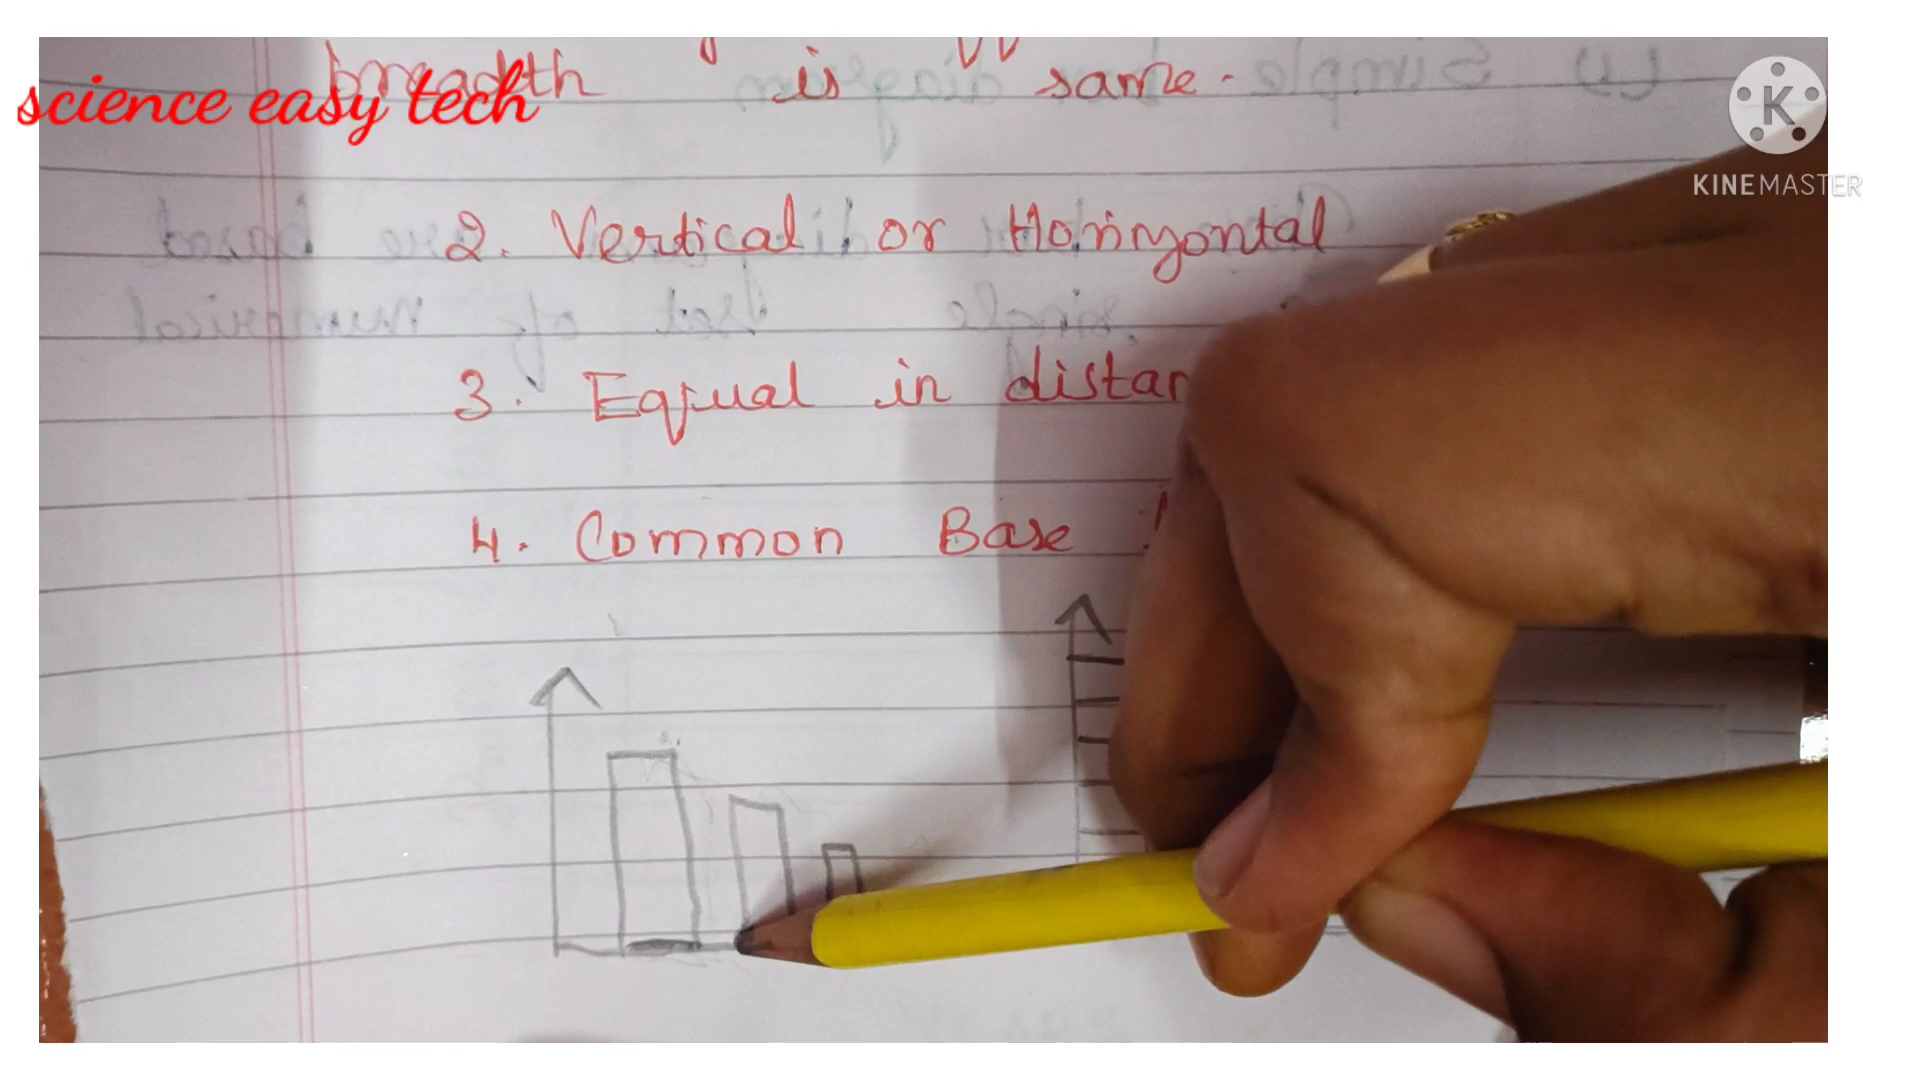 breadth is same.
science easy tech
K
KINEMASTER
2. Vertical or Horizontal
3. Equal in distan
4. Common Base